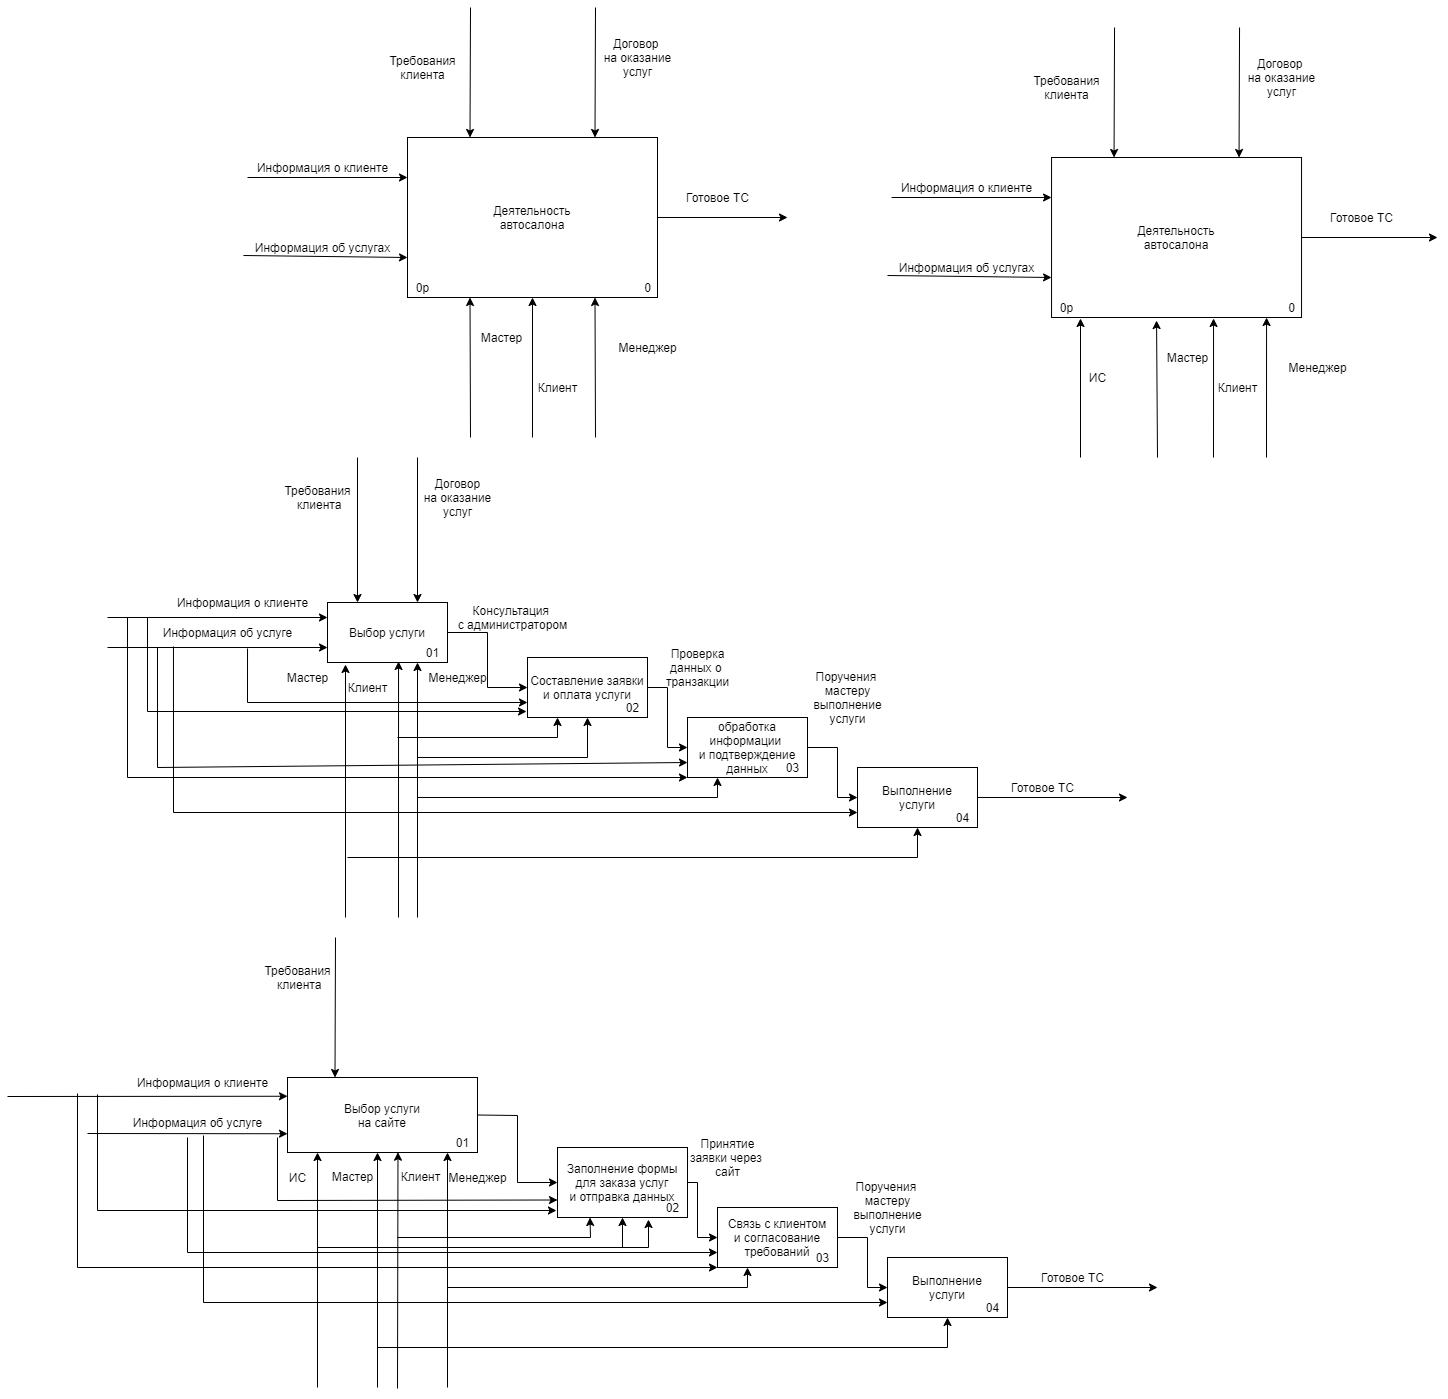 Требования
клиента
Договор
на оказание
услуг
Информация о клиенте
Информация об услугах
Деятельность
автосалона
0р
0
Готовое ТС
Мастер
Клиент
Менеджер
Требования
клиента
Договор
на оказание
услуг
Информация о клиенте
Информация об услугах
Деятельность
автосалона
0р
0
Готовое ТС
ИС
Мастер
Клиент
Менеджер
Требования
клиента
Договор
на оказание
услуг
Информация о клиенте
Информация об услуге
Выбор услуги
01
Консультация
с администратором
Мастер
Клиент
Менеджер
Составление заявки
и оплата услуги
02
Проверка
данных о
транзакции
обработка
информации
и подтверждение
данных
03
Поручения
мастеру
выполнение
услуги
Выполнение
услуги
04
Готовое ТС
Требования
клиента
Информация о клиенте
Информация об услуге
Выбор услуги
на сайте
01
ИС
Мастер
Клиент
Менеджер
Заполнение формы
для заказа услуг
и отправка данных
02
Принятие
заявки через
сайт
Связь с клиентом
и согласование
требований
03
Поручения
мастеру
выполнение
услуги
Выполнение
услуги
04
Готовое ТС